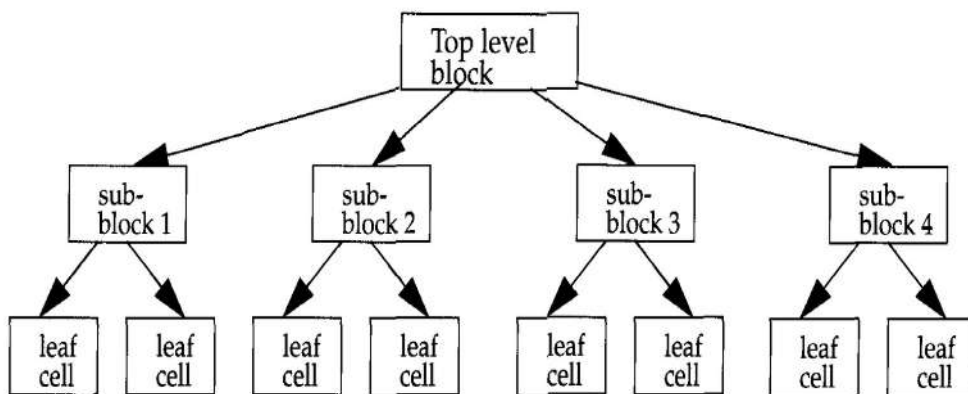 Top level
block
sub-
block 1
sub-
block 2
sub-
block 3
sub-
block 4
leaf
cell
leaf
cell
leaf
cell
leaf
cell
leaf
cell
leaf
cell
leaf
cell
leaf
cell